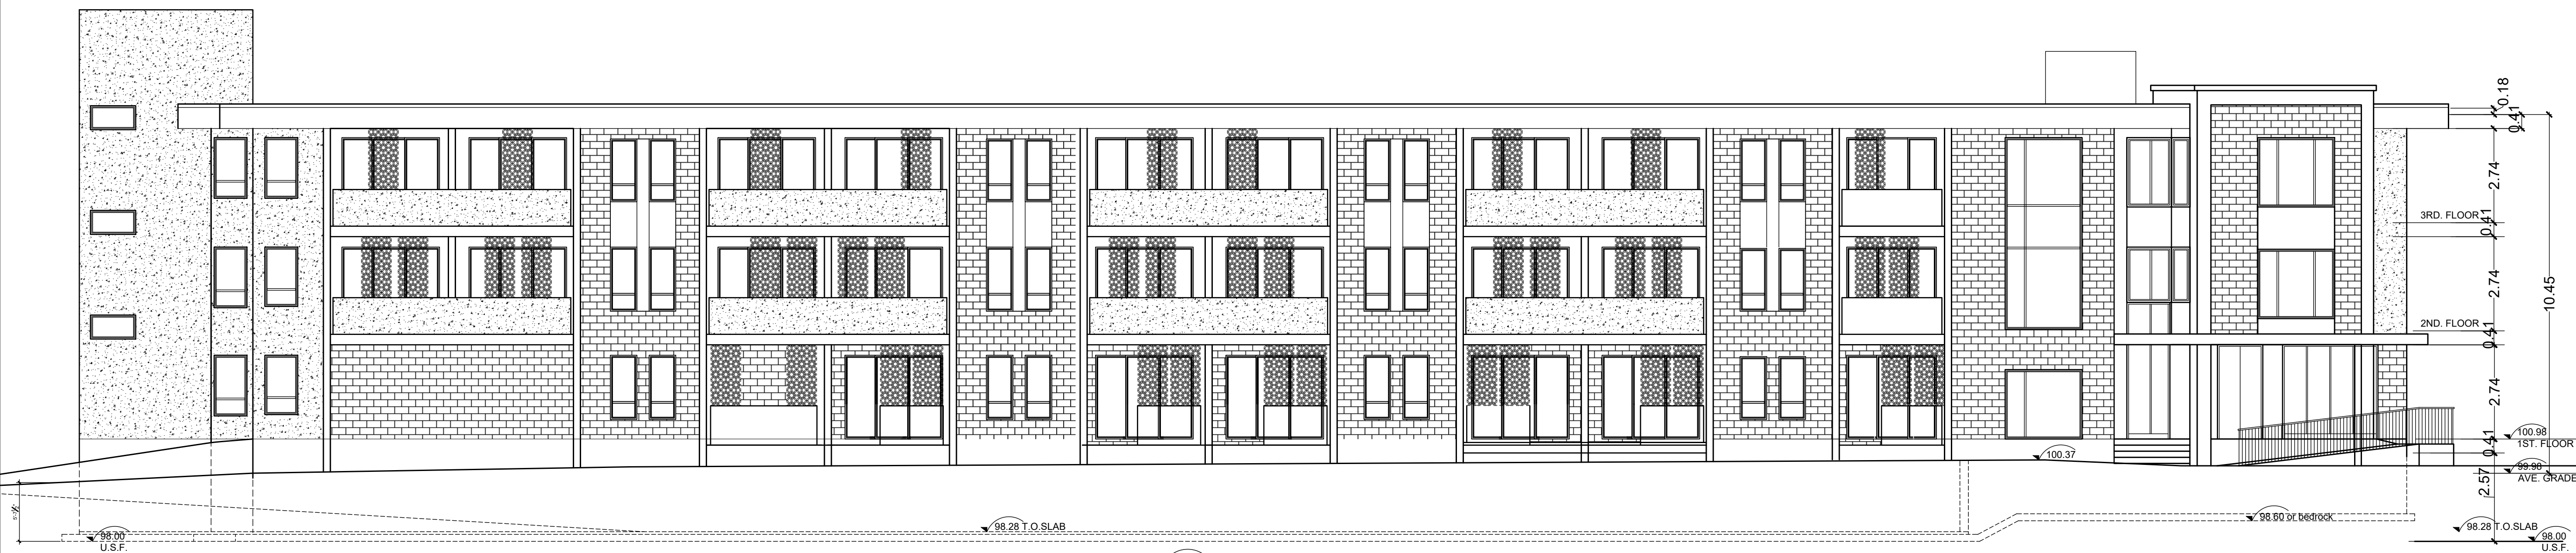 0.18
0.41
2.74
3RD. FLOOR
0.41
2.74
10.45
2ND. FLOOR
0.41
2.74
100.98
1ST. FLOOR
0.41
100.37
99.98
AVE. GRADE
2.57
98.28 T.O.SLAB
98.60 or bedrock
98.28 T.O.SLAB
98.00
U.S.F.
98.00
U.S.F.